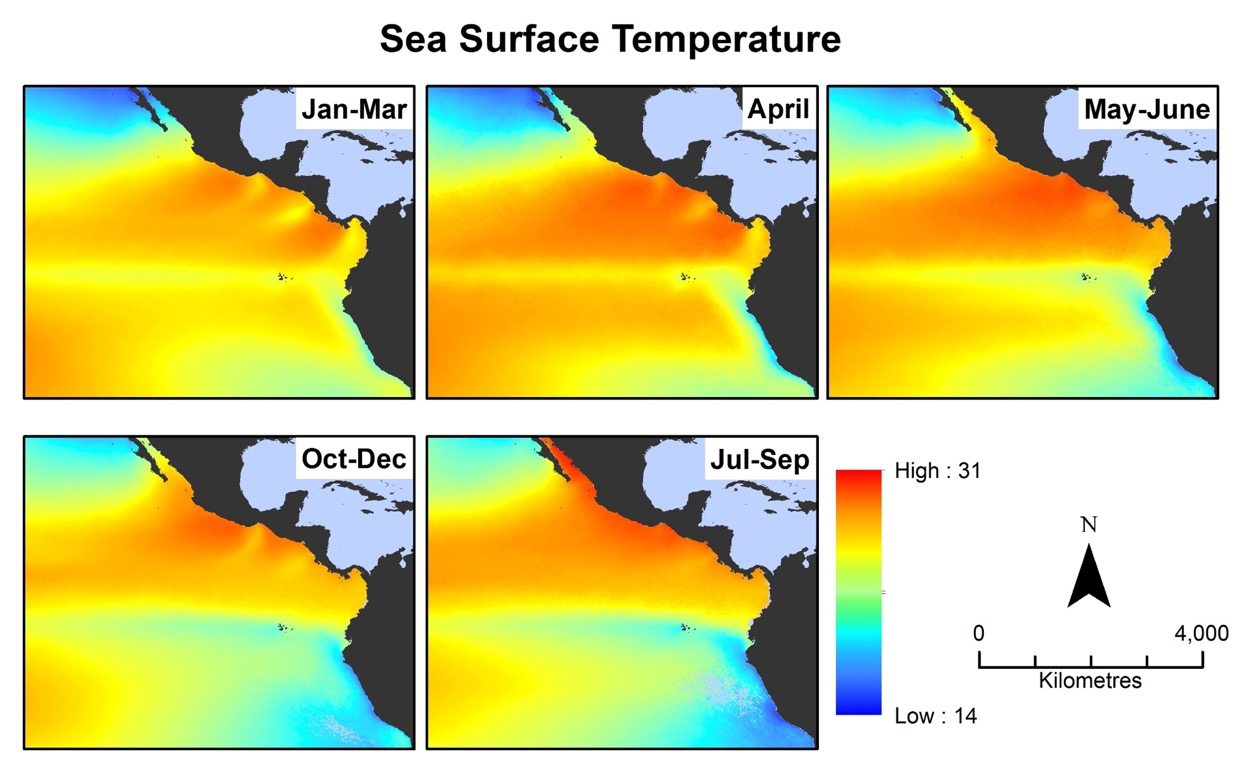 Sea Surface Temperature
Jan-Mar
April
May-June
Oct-Dec
Jul-Sep
High : 31
Low : 14
N
0 4,000
Kilometres